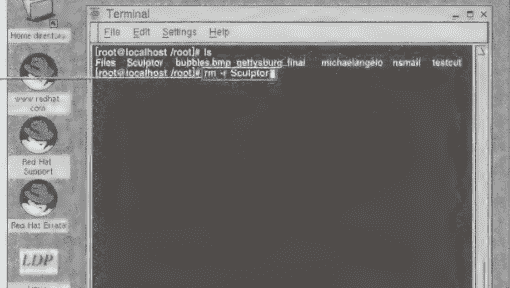 Terminal
File Edit Settings Help
[root@localhost /root]# ls
Files Sculptor bubbles.bmp gettysburg_final michaelangelo nsmail testout
[root@localhost /root]# rm -r Sculptor
Home directory
www.redhat.com
Red Hat
Support
Red Hat Errata
LDP